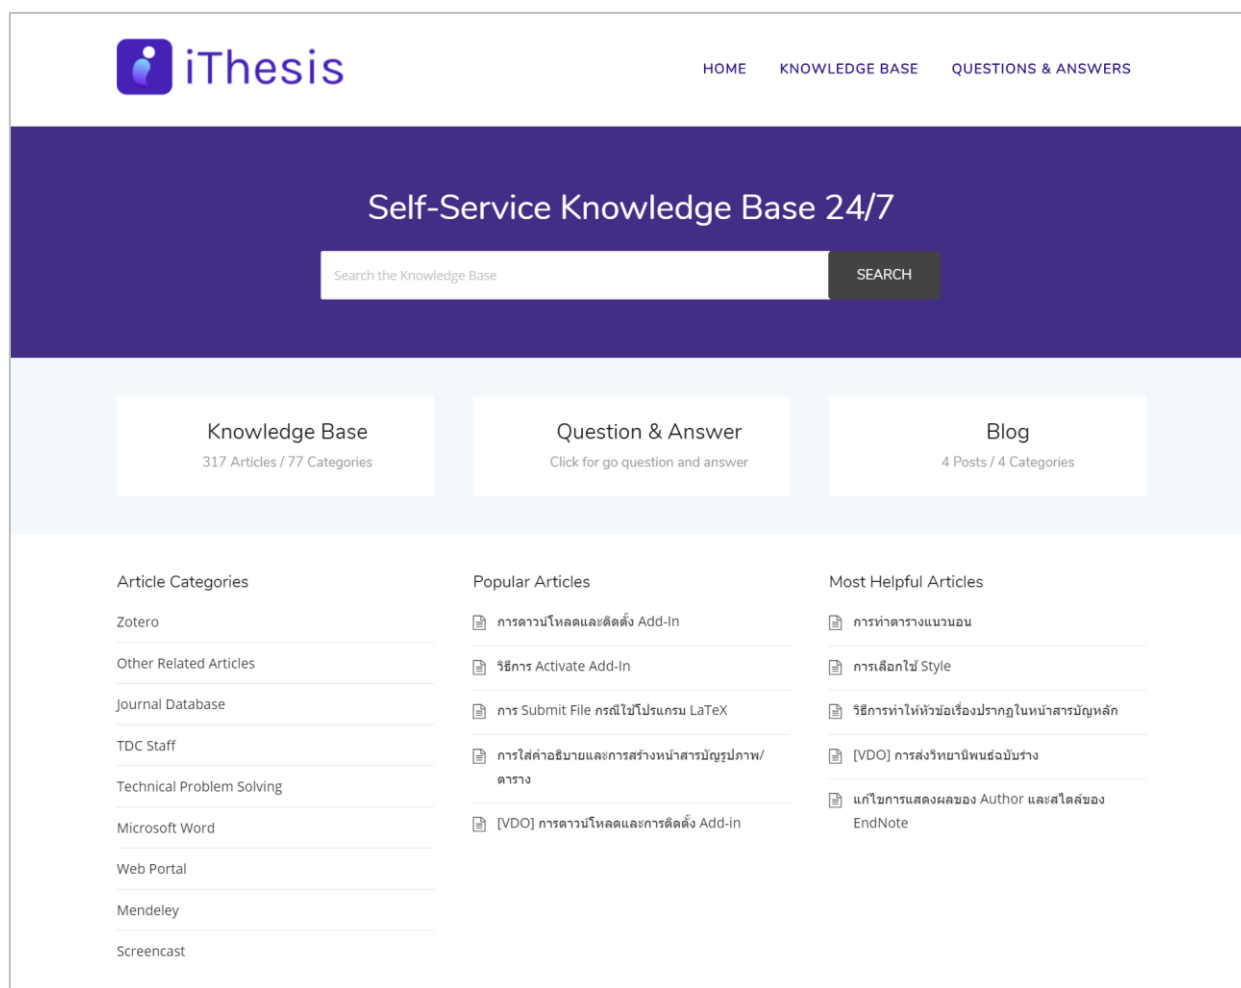 iThesis
HOME KNOWLEDGE BASE QUESTIONS & ANSWERS
Self-Service Knowledge Base 24/7
Search the Knowledge Base
SEARCH
Knowledge Base
317 Articles / 77 Categories
Question & Answer
Click for go question and answer
Blog
4 Posts / 4 Categories
Article Categories
Zotero
Other Related Articles
Journal Database
TDC Staff
Technical Problem Solving
Microsoft Word
Web Portal
Mendeley
Screencast
Popular Articles
การดาวน์โหลดและติดตั้ง Add-In
วิธีการ Activate Add-In
การ Submit File กรณีใช้โปรแกรม LaTeX
การใส่คำอธิบายและการสร้างหน้าสารบัญรูปภาพ/
ตาราง
[VDO] การดาวน์โหลดและการติดตั้ง Add-in
Most Helpful Articles
การทำตารางแนวนอน
การเลือกใช้ Style
วิธีการทำให้หัวข้อเรื่องปรากฏในหน้าสารบัญหลัก
[VDO] การส่งวิทยานิพนธ์ฉบับร่าง
แก้ไขการแสดงผลของ Author และสไตล์ของ
EndNote